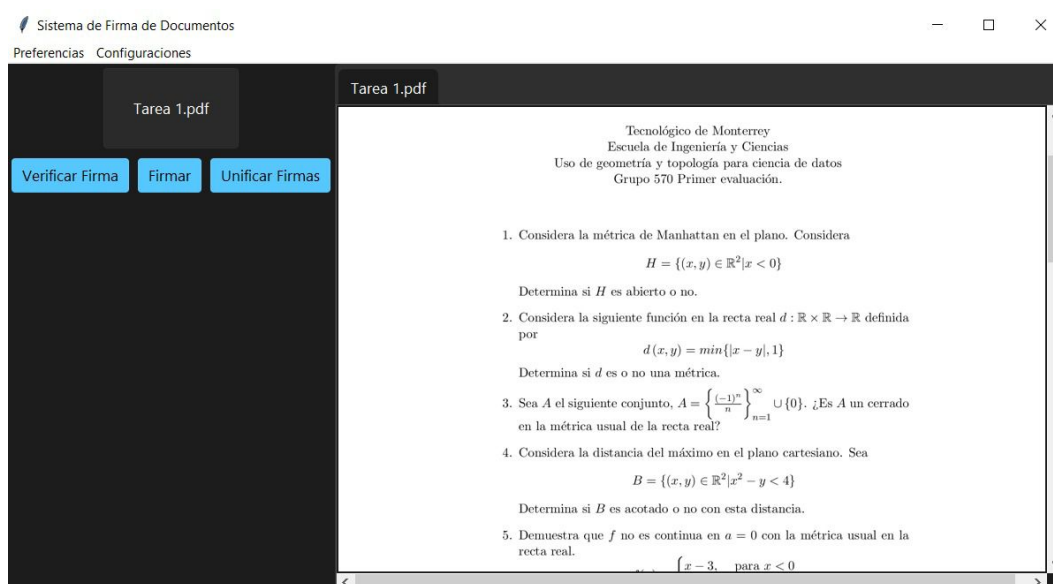 Sistema de Firma de Documentos
Preferencias Configuraciones
Tarea 1.pdf
Verificar Firma Firmar Unificar Firmas
Tarea 1.pdf
Tecnológico de Monterrey
Escuela de Ingeniería y Ciencias
Uso de geometría y topología para ciencia de datos
Grupo 570 Primer evaluación.
1. Considera la métrica de Manhattan en el plano. Considera
H = {(x, y) ∈ ℝ²|x < 0}
Determina si H es abierto o no.
2. Considera la siguiente función en la recta real d : ℝ × ℝ → ℝ definida
por
d (x, y) = min{|x − y|, 1}
Determina si d es o no una métrica.
3. Sea A el siguiente conjunto, A = {(−1)ⁿ/n}∞n=1 ∪ {0}. ¿Es A un cerrado
en la métrica usual de la recta real?
4. Considera la distancia del máximo en el plano cartesiano. Sea
B = {(x, y) ∈ ℝ²|x² − y < 4}
Determina si B es acotado o no con esta distancia.
5. Demuestra que f no es continua en a = 0 con la métrica usual en la
recta real.
{x − 3, para x < 0